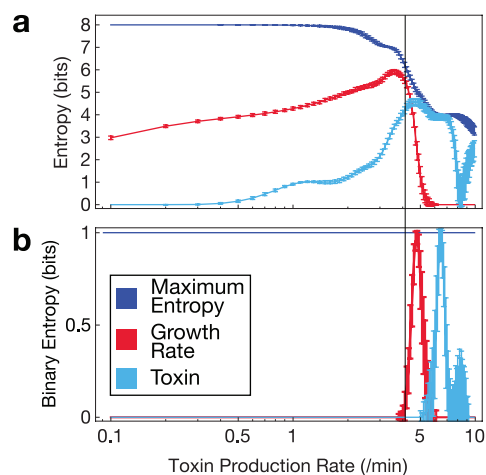 a
Entropy (bits)
8
7
6
5
4
3
2
1
0
b
Binary Entropy (bits)
1
0.5
0
Maximum
Entropy
Growth
Rate
Toxin
0.1 0.5 1 5 10
Toxin Production Rate (/min)